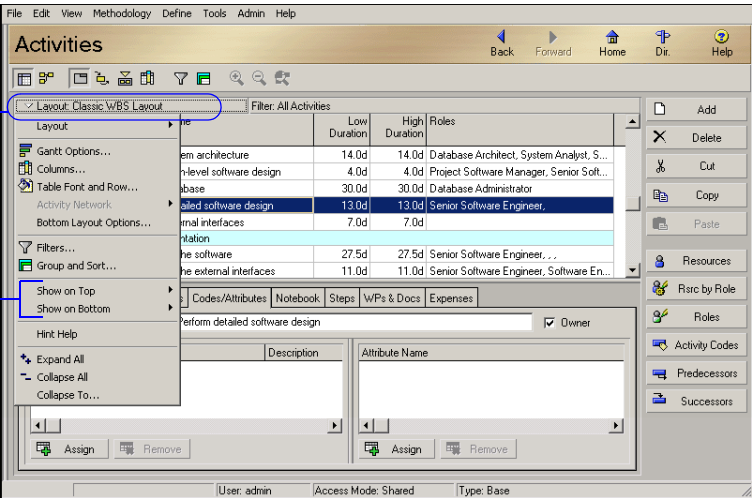 File Edit View Methodology Define Tools Admin Help
Activities
Back Forward Home Dir. Help
Layout: Classic WBS Layout Filter: All Activities
Low Duration High Duration Roles
em architecture 14.0d 14.0d Database Architect, System Analyst, S...
-level software design 4.0d 4.0d Project Software Manager, Senior Soft...
abase 30.0d 30.0d Database Administrator
ailed software design 13.0d 13.0d Senior Software Engineer,
rnal interfaces 7.0d 7.0d
ntation
he software 27.5d 27.5d Senior Software Engineer, , ,
he external interfaces 11.0d 11.0d Senior Software Engineer, Software En...
Layout
Gantt Options...
Columns...
Table Font and Row...
Activity Network
Bottom Layout Options...
Filters...
Group and Sort...
Show on Top
Show on Bottom
Hint Help
Expand All
Collapse All
Collapse To...
Codes/Attributes Notebook Steps WPs & Docs Expenses
Perform detailed software design Owner
Description Attribute Name
Assign Remove Assign Remove
Add
Delete
Cut
Copy
Paste
Resources
Rsrc by Role
Roles
Activity Codes
Predecessors
Successors
User: admin Access Mode: Shared Type: Base